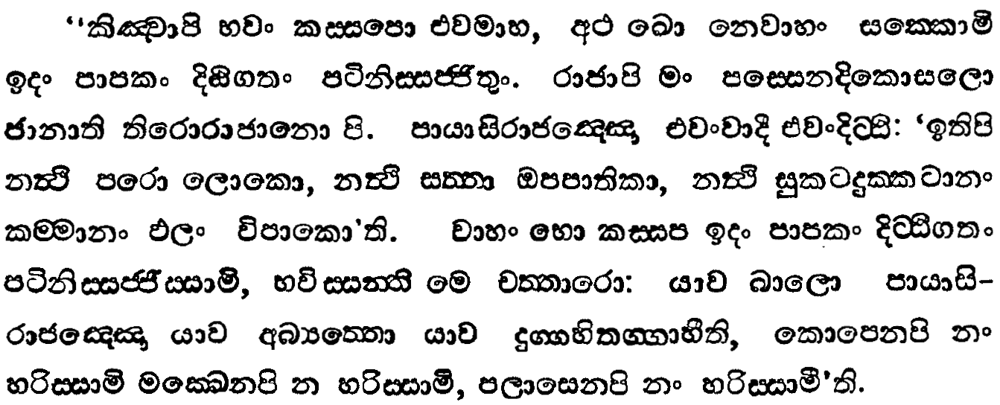 “කිඤ්චාපි භවං කස්සපො එවමාහ, අථ ඛො නෙවාහං සක්කොමි
ඉදං පාපකං දිට්ඨිගතං පටිනිස්සජ්ජිතුං. රාජාපි මං පස්සෙනදිකොසලො
ජානාති තිරොරාජානො පි. පායාසිරාජඤ්ඤො එවංවාදී එවංදිට්ඨි: ‘ඉතිපි
නත්ථි පරො ලොකො, නත්ථි සත්තා ඔපපාතිකා, නත්ථි සුකටදුක්කටානං
කම්මානං ඵලං විපාකො’ති. චාහං භො කස්සප ඉදං පාපකං දිට්ඨිගතං
පටිනිස්සජ්ජිස්සාමි, භවිස්සන්ති මෙ චත්තාරො: යාව බාලො පායාසි-
රාජඤ්ඤො යාව අබ්‍යත්තො යාව දුග්ගහිතග්ගාභීති, කොපෙනපි නං
හරිස්සාමි මක්ඛෙනපි න හරිස්සාමි, පලාසෙනපි නං හරිස්සාමී’ති.